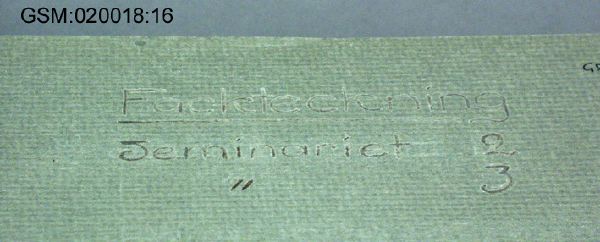 GSM:020018:16
Fackteckning
Seminariet 2
" 3